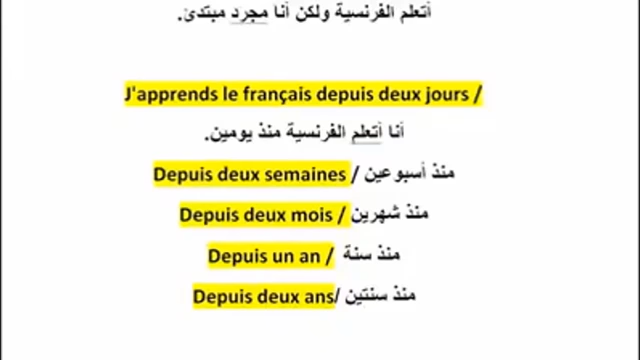 أتعلم الفرنسية ولكن أنا مجرد مبتدئ.
J'apprends le français depuis deux jours /
أنا أتعلم الفرنسية منذ يومين.
Depuis deux semaines / منذ أسبوعين
Depuis deux mois / منذ شهرين
Depuis un an / منذ سنة
Depuis deux ans/ منذ سنتين